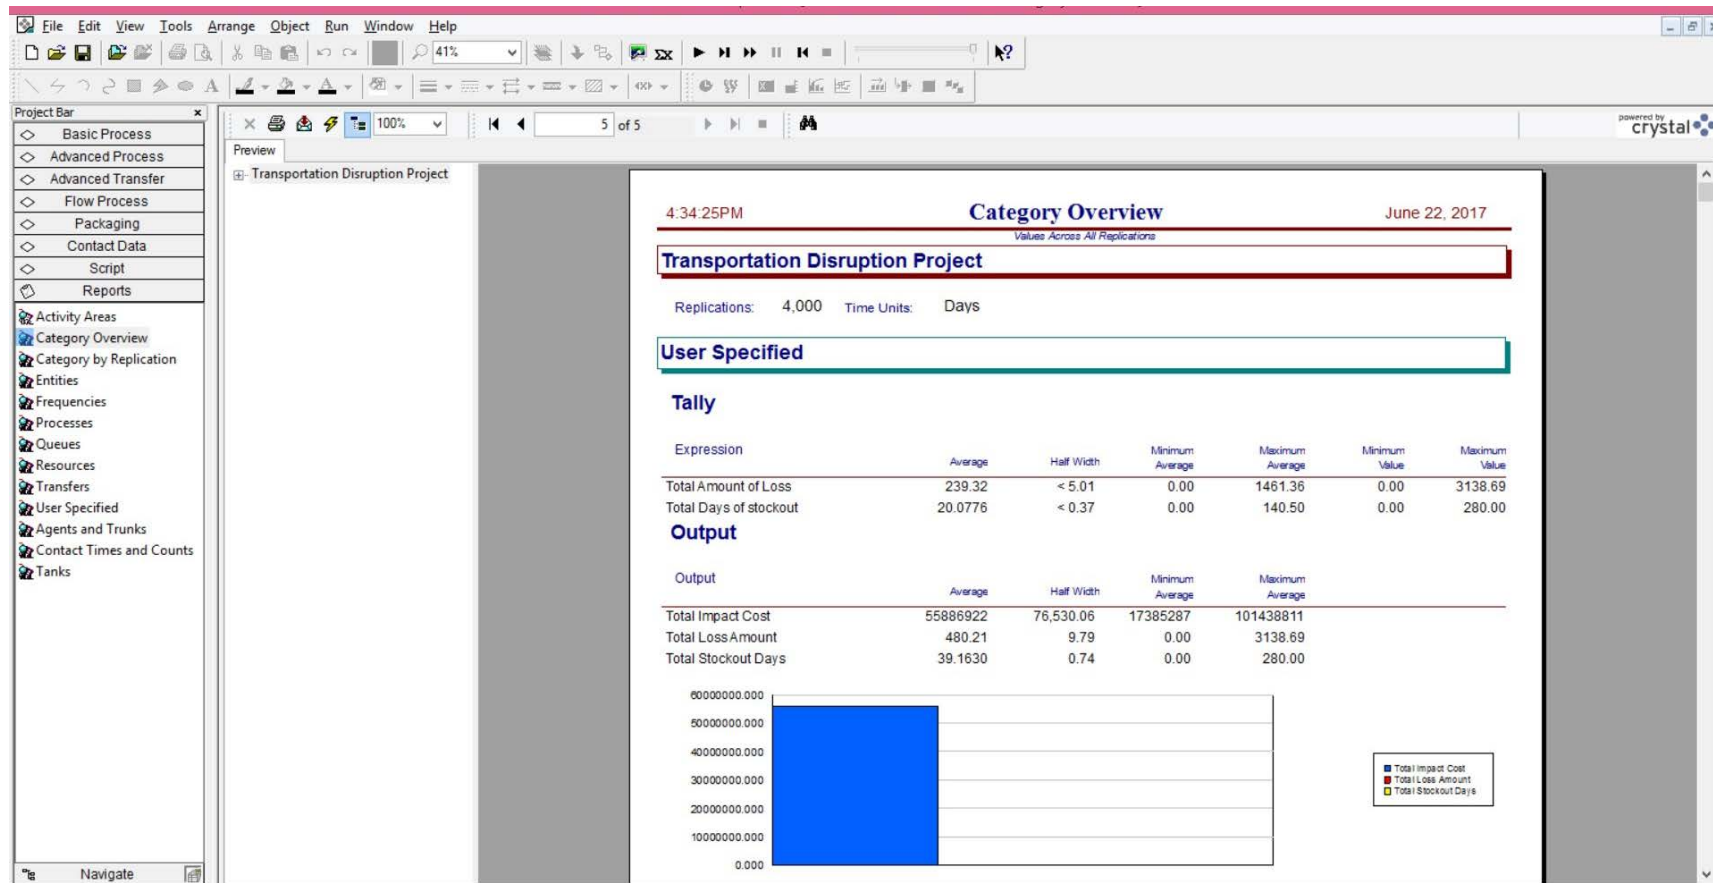 File Edit View Tools Arrange Object Run Window Help
41%
Project Bar
Basic Process
Advanced Process
Advanced Transfer
Flow Process
Packaging
Contact Data
Script
Reports
Activity Areas
Category Overview
Category by Replication
Entities
Frequencies
Processes
Queues
Resources
Transfers
User Specified
Agents and Trunks
Contact Times and Counts
Tanks
Navigate
100% 5 of 5
powered by
crystal
Preview
Transportation Disruption Project
4:34:25PM Category Overview June 22, 2017
Values Across All Replications
Transportation Disruption Project
Replications: 4,000 Time Units: Days
User Specified
Tally
Expression Average Half Width Minimum Average Maximum Average Minimum Value Maximum Value
Total Amount of Loss 239.32 < 5.01 0.00 1461.36 0.00 3138.69
Total Days of stockout 20.0776 < 0.37 0.00 140.50 0.00 280.00
Output
Output Average Half Width Minimum Average Maximum Average
Total Impact Cost 55886922 76,530.06 17385287 101438811
Total Loss Amount 480.21 9.79 0.00 3138.69
Total Stockout Days 39.1630 0.74 0.00 280.00
60000000.000
50000000.000
40000000.000
30000000.000
20000000.000
10000000.000
0.000
Total Impact Cost
Total Loss Amount
Total Stockout Days